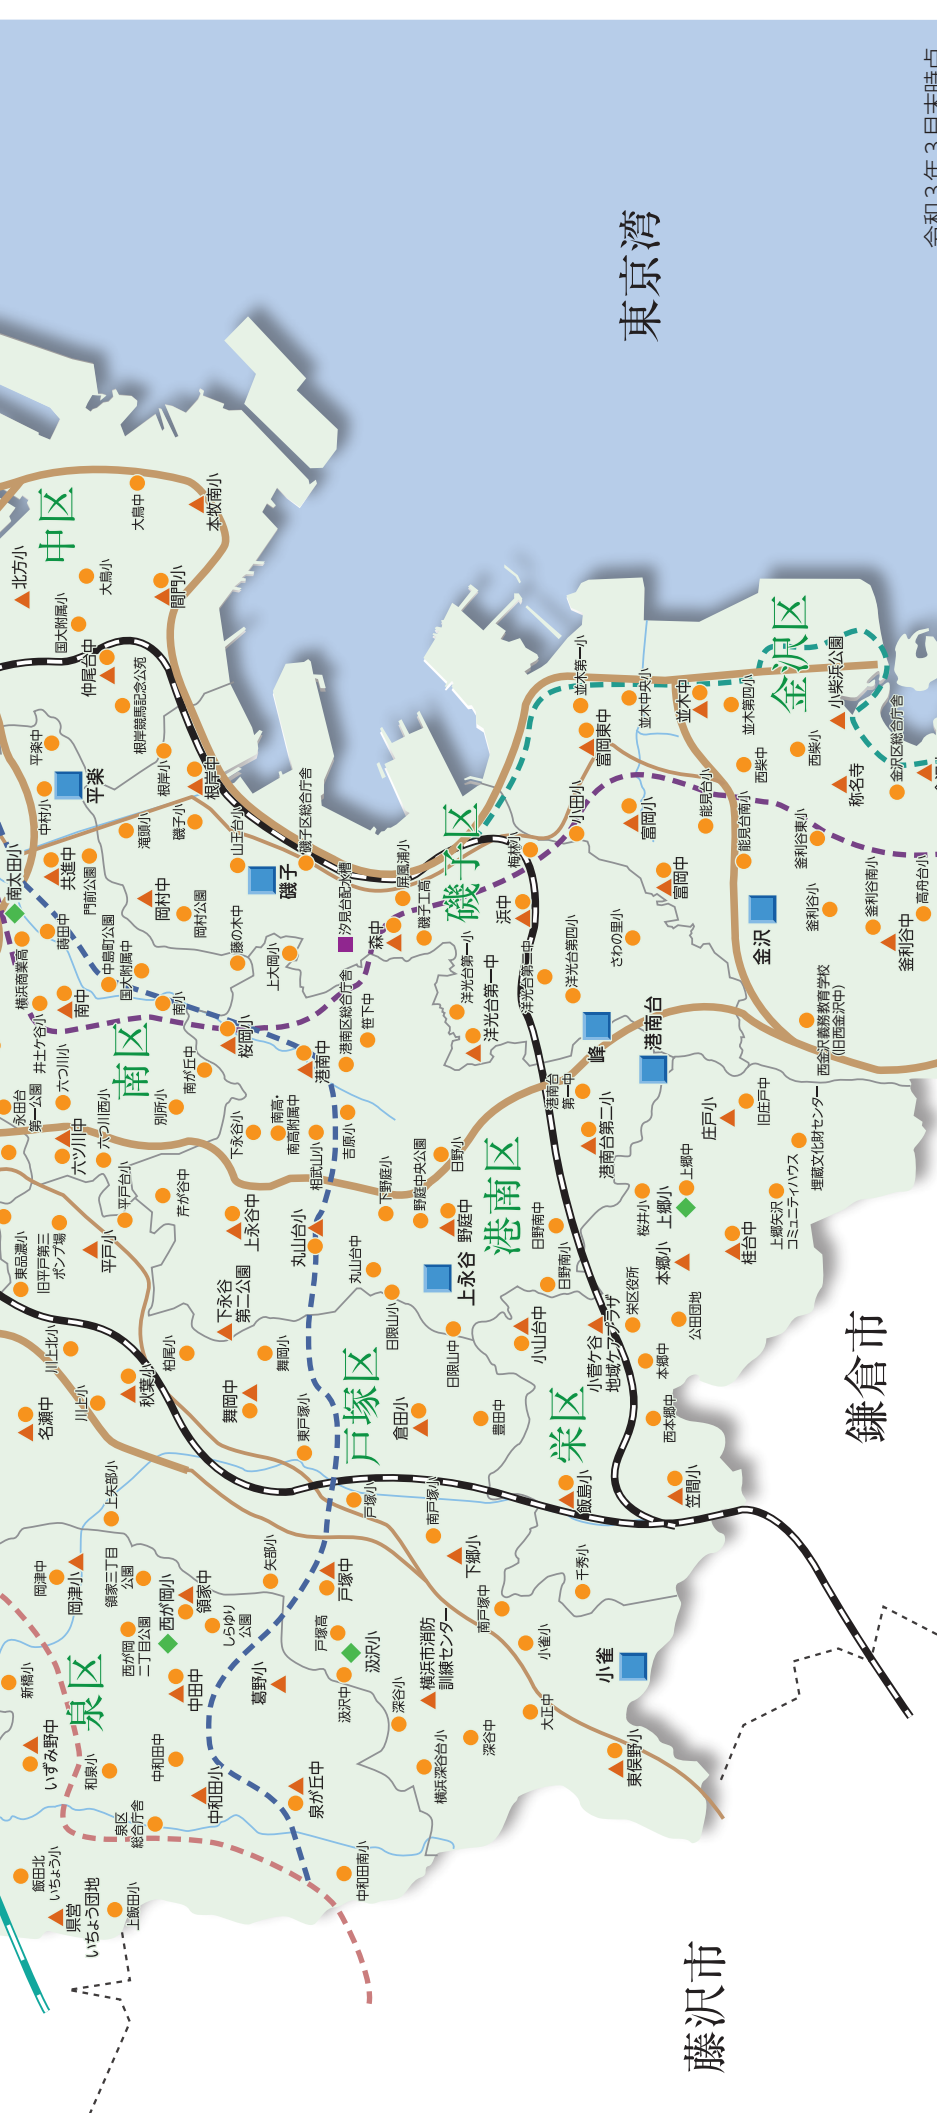 令和３年３月末時点
東京湾
中区
北方小
国大附属小
大鳥小
大鳥中
本牧南小
間門小
仲尾台中
根岸競馬記念公苑
平楽中
平楽
中村小
根岸小
根岸中
磯子小
滝頭小
山王台小
磯子区総合庁舎
磯子
南太田小
共進中
門前公園
岡村中
岡村公園
横浜商業高
蒔田中
中島町公園
国大附属中
藤の木中
上大岡小
汐見台配水槽
森中
屏風浦小
磯子工高
磯子区
梅林小
浜中
小田小
富岡小
富岡東中
並木第一小
並木中央小
並木中
並木第四小
金沢区
小柴浜公園
西柴中
西柴小
称名寺
金沢区総合庁舎
能見台小
能見台南小
釜利谷東小
富岡中
金沢
釜利谷小
釜利谷南小
釜利谷中
高舟台小
さわの里小
洋光台第一小
洋光台第一中
洋光台第二中
洋光台第四小
西金沢義務教育学校
(旧西金沢中)
井土ケ谷小
南中
南小
南区
桜岡小
港南中
港南区総合庁舎
笹下中
峰
港南台
永田台
第一公園
六つ川小
六ツ川中
六つ川西小
別所小
南が丘中
下永谷小
南高・
南高附属中
相武山小
吉原小
港南台
第一中
港南台第二小
庄戸小
旧庄戸中
埋蔵文化財センター
上郷矢沢
コミュニティハウス
上郷中
上郷小
桜井小
本郷小
桂台中
平戸台小
芹が谷中
上永谷中
丸山台小
下野庭小
野庭中央公園
野庭中
日野小
港南区
日野南中
日野南小
東品濃小
旧平戸第三
ポンプ場
平戸小
下永谷
第二公園
丸山台中
日限山小
上永谷
日限山中
小山台中
小菅ケ谷
地域ケアプラザ
栄区役所
公田団地
本郷中
西本郷中
鎌倉市
川上北小
川上小
名瀬中
秋葉小
柏尾小
舞岡小
舞岡中
東戸塚小
戸塚区
倉田小
豊田中
栄区
飯島小
笠間小
上矢部小
戸塚小
南戸塚小
下郷小
千秀小
岡津中
岡津小
領家三丁目
公園
西が岡小
領家中
矢部小
戸塚中
しらゆり
公園
西が岡
二丁目公園
戸塚高
汲沢小
汲沢中
横浜市消防
訓練センター
南戸塚中
小雀小
小雀
新橋小
泉区
中田中
葛野小
深谷小
深谷中
大正中
いずみ野中
和泉小
中和田中
中和田小
泉が丘中
横浜深谷台小
東俣野小
泉区
総合庁舎
中和田南小
飯田北
いちょう小
県営
いちょう団地
上飯田小
藤沢市